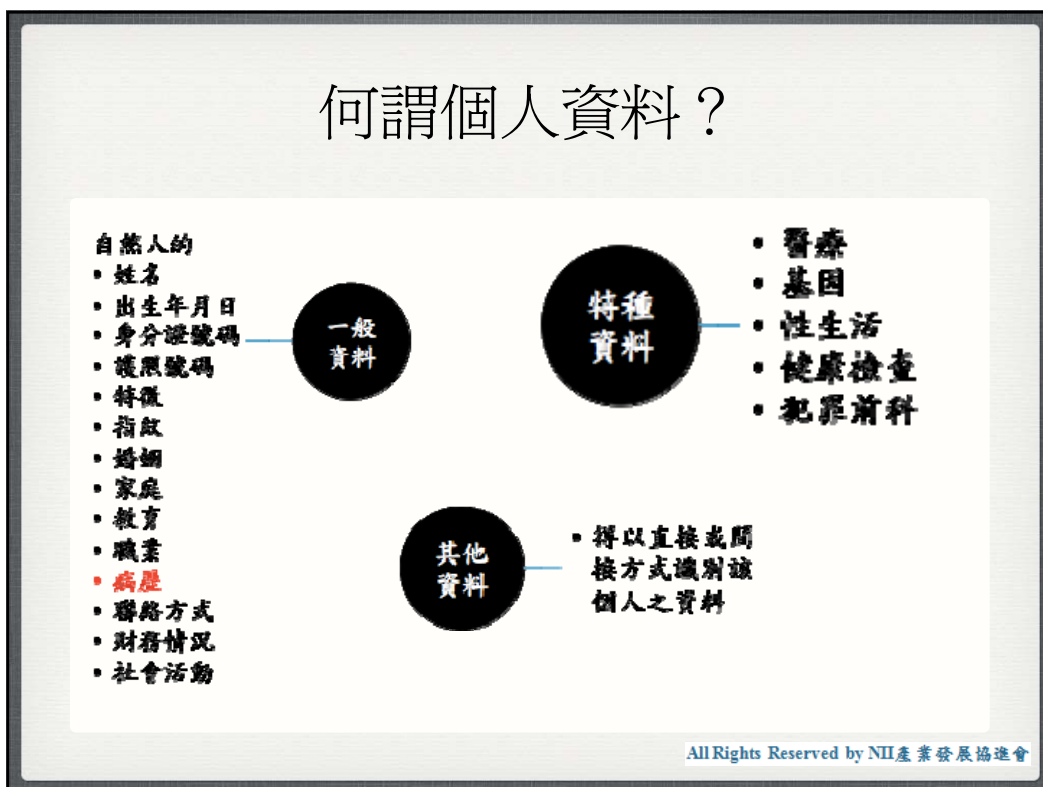 何謂個人資料？
自然人的
• 姓名
• 出生年月日
• 身分證號碼
• 護照號碼
• 特徵
• 指紋
• 婚姻
• 家庭
• 教育
• 職業
• 病歷
• 聯絡方式
• 財務情況
• 社會活動
一般
資料
特種
資料
• 醫療
• 基因
• 性生活
• 健康檢查
• 犯罪前科
其他
資料
• 得以直接或間
接方式識別該
個人之資料
All Rights Reserved by NII產業發展協進會